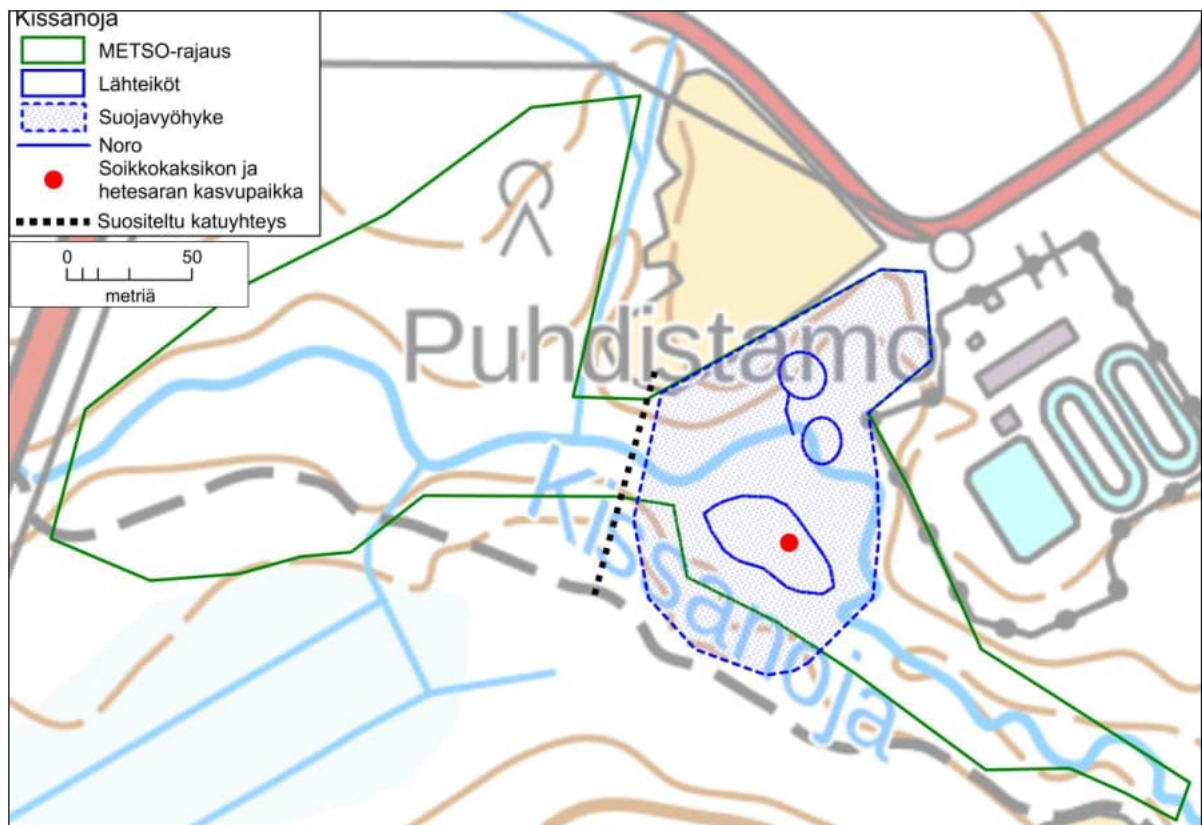 Kissanoja
METSO-rajaus
Lähteiköt
Suojavyöhyke
Noro
Soikkokaksikon ja
hetesaran kasvupaikka
Suositeltu katuyhteys
0 50
metriä
Puhdistamo
Kissanoja